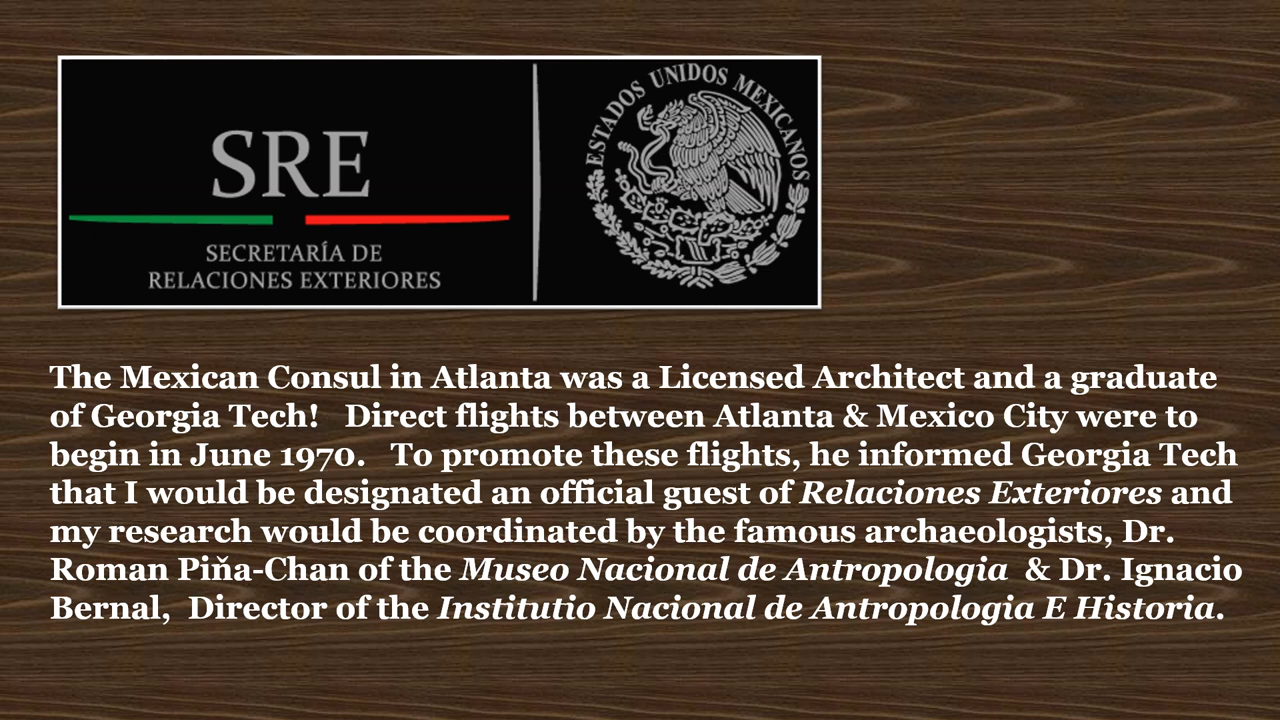 SRE
SECRETARÍA DE
RELACIONES EXTERIORES
ESTADOS UNIDOS MEXICANOS
The Mexican Consul in Atlanta was a Licensed Architect and a graduate
of Georgia Tech!   Direct flights between Atlanta & Mexico City were to
begin in June 1970.   To promote these flights, he informed Georgia Tech
that I would be designated an official guest of Relaciones Exteriores and
my research would be coordinated by the famous archaeologists, Dr.
Roman Piňa-Chan of the Museo Nacional de Antropologia  & Dr. Ignacio
Bernal,  Director of the Institutio Nacional de Antropologia E Historia.